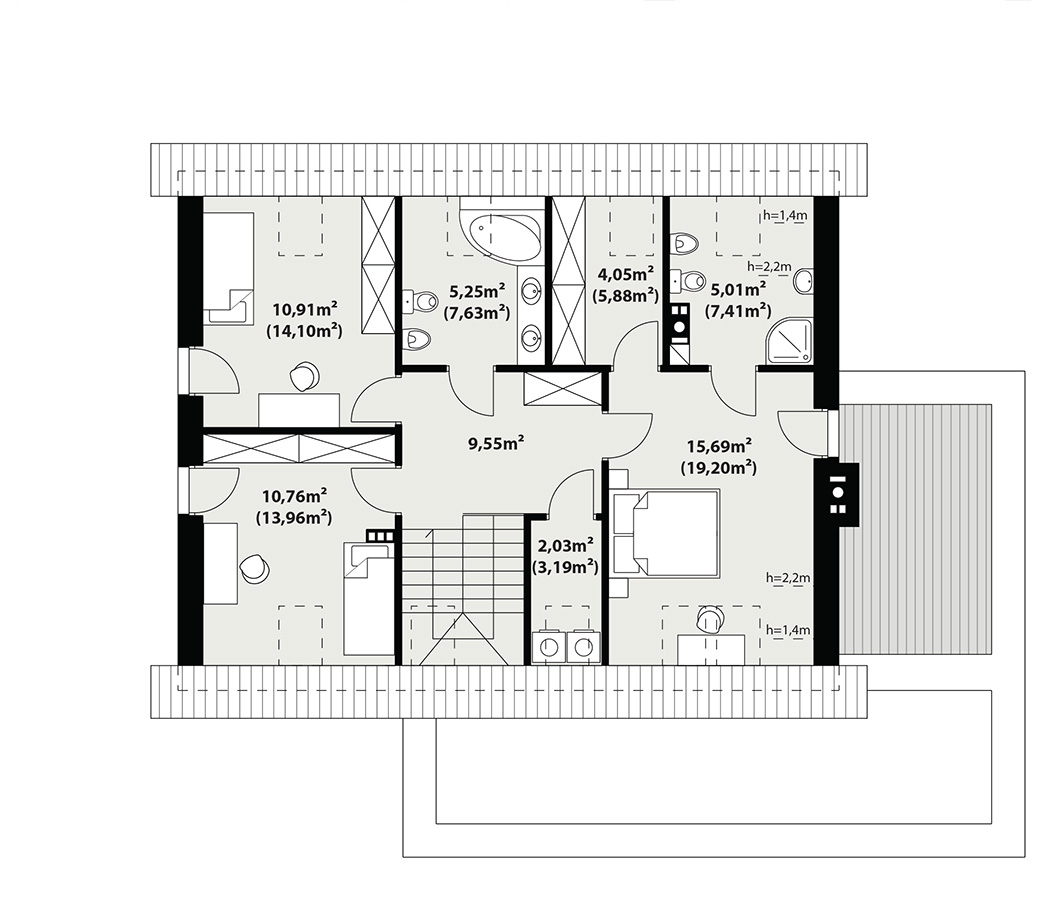 h=1,4m
h=2,2m
4,05m²
(5,88m²)
5,25m²
(7,63m²)
5,01m²
(7,41m²)
10,91m²
(14,10m²)
9,55m²
15,69m²
(19,20m²)
10,76m²
(13,96m²)
2,03m²
(3,19m²)
h=2,2m
h=1,4m